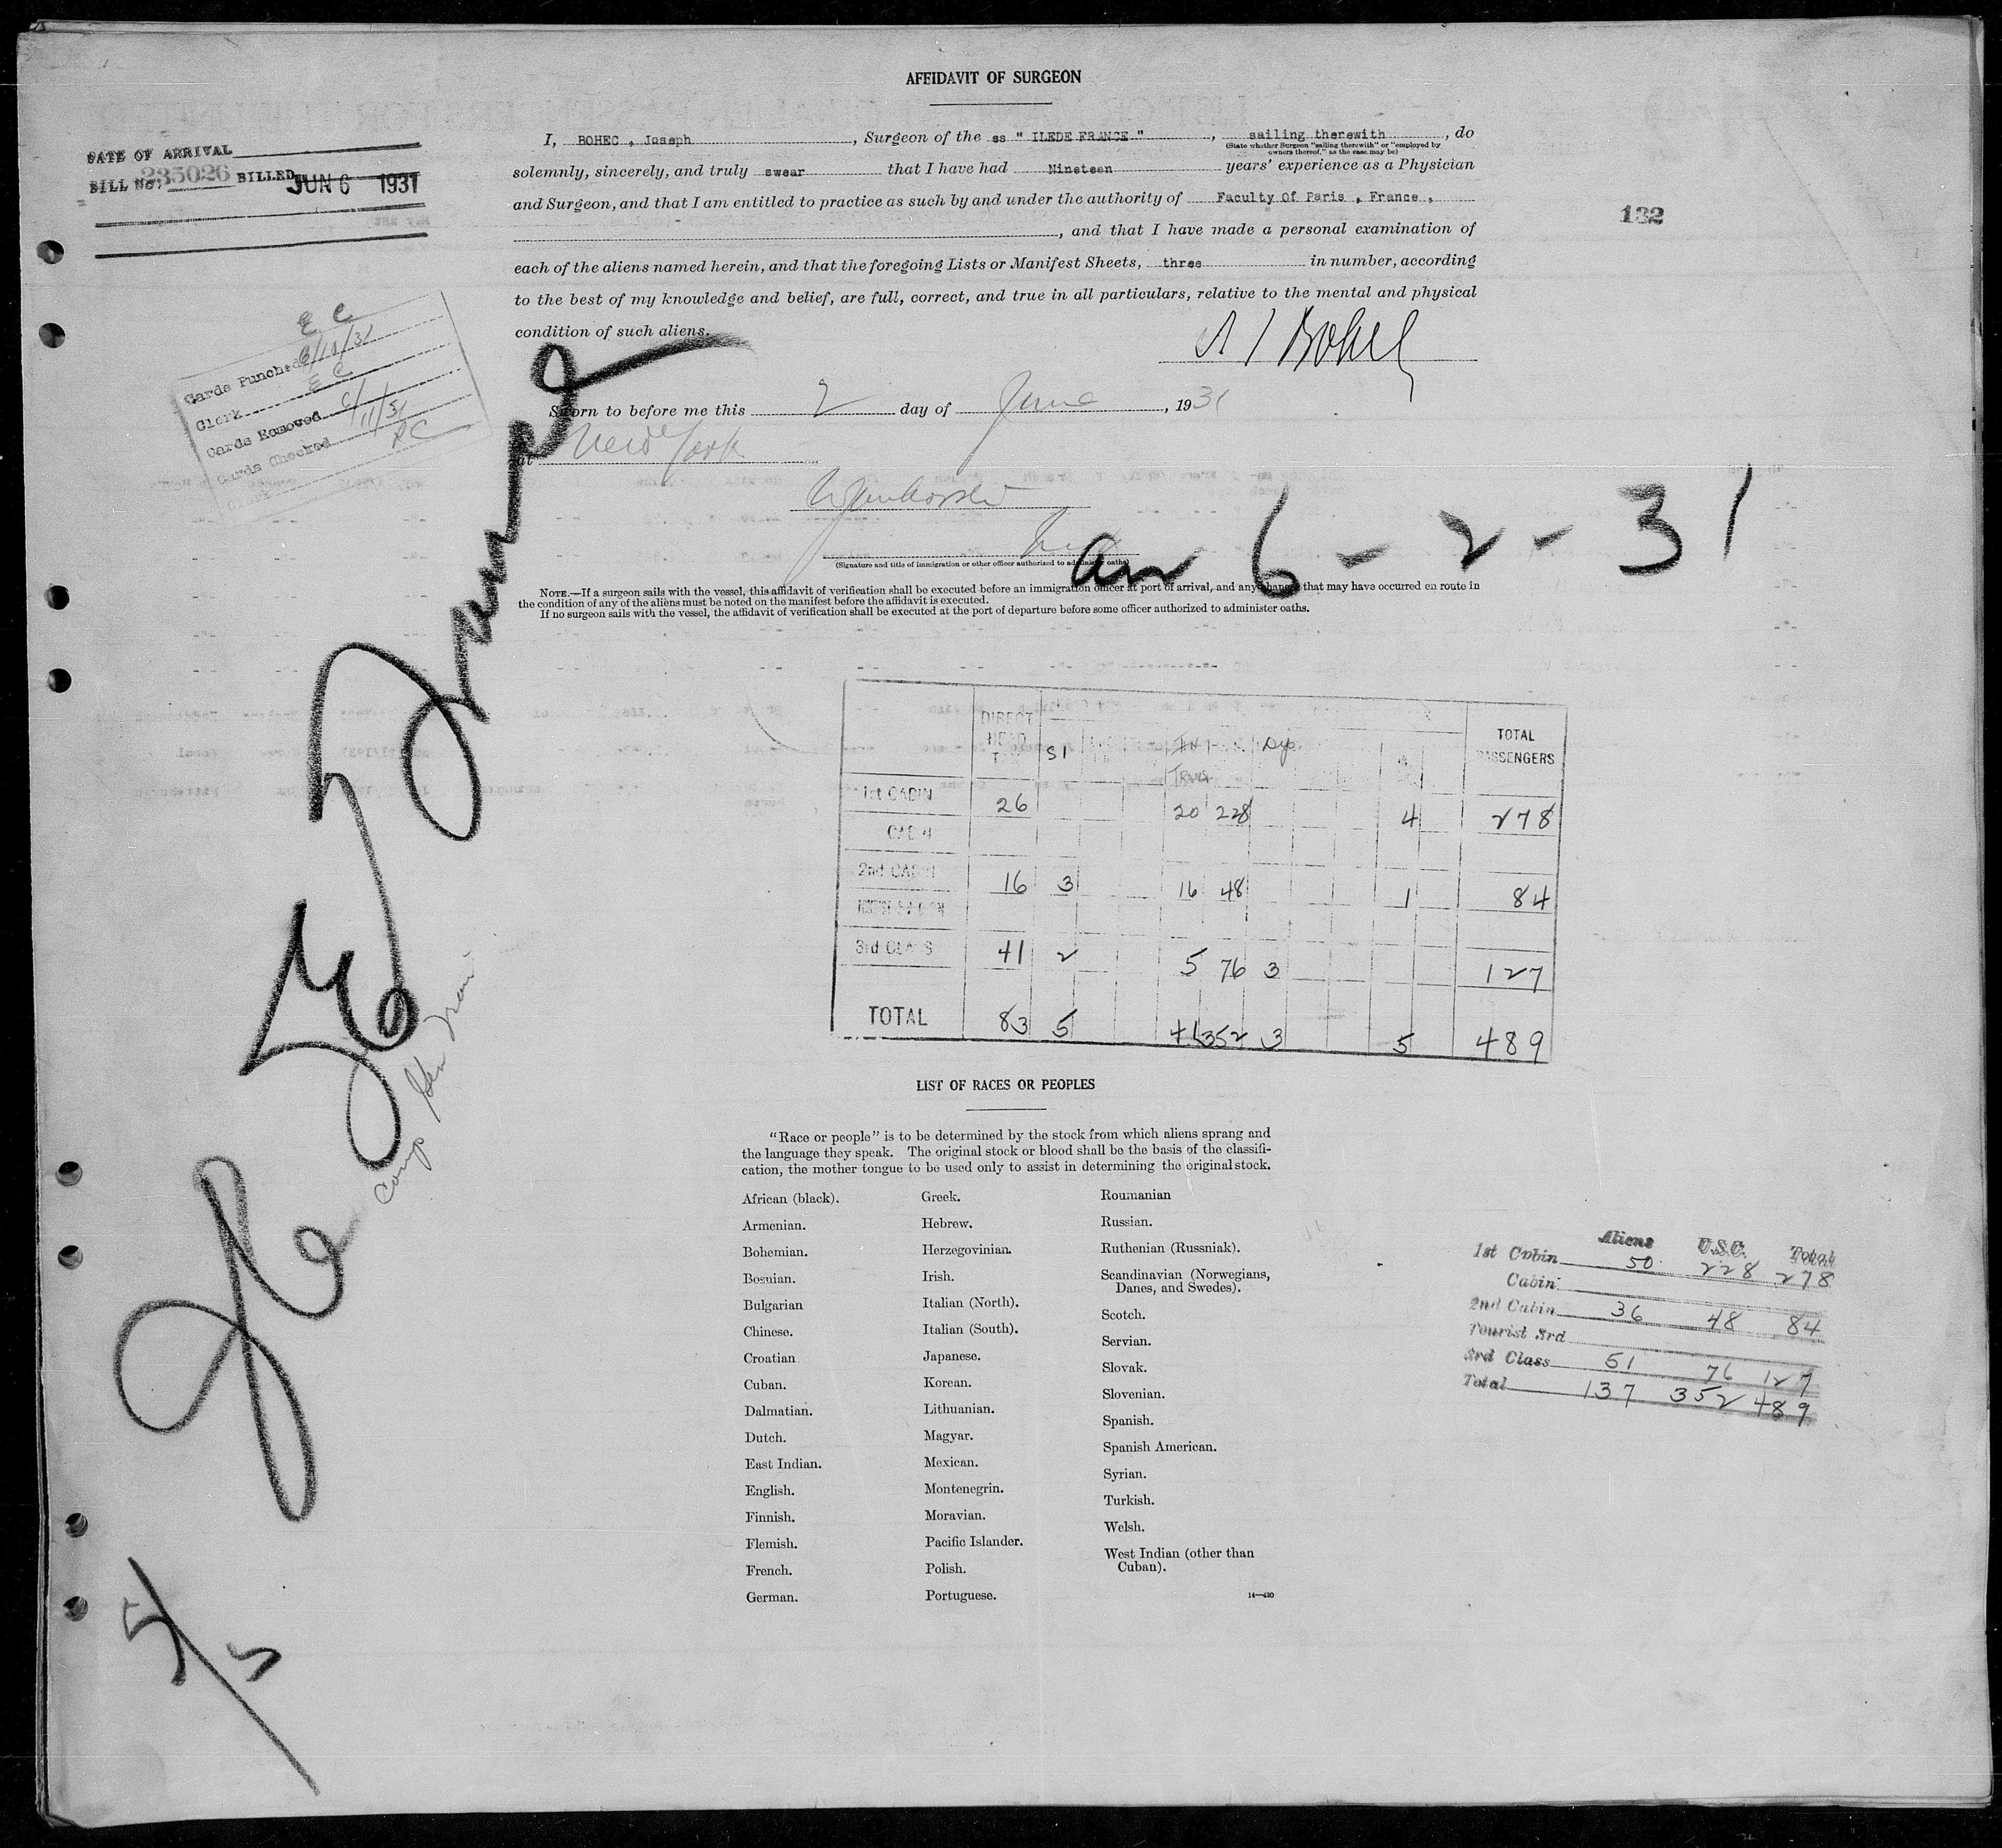 AFFIDAVIT OF SURGEON
DATE OF ARRIVAL
BILL No. 235026 BILLED JUN 6 1931
132
I, BOHEC , Joseph, Surgeon of the ss " ILEDE FRANCE ", sailing therewith, do
(State whether Surgeon "sailing therewith" or "employed by
owners thereof," as the case may be)
solemnly, sincerely, and truly swear that I have had Nineteen years' experience as a Physician
and Surgeon, and that I am entitled to practice as such by and under the authority of Faculty Of Paris , France ,
, and that I have made a personal examination of
each of the aliens named herein, and that the foregoing Lists or Manifest Sheets, three in number, according
to the best of my knowledge and belief, are full, correct, and true in all particulars, relative to the mental and physical
condition of such aliens.
Bohec
E C
Cards Punched 6/10/31
Clerk E C
Cards Removed 6/11/31
Cards Checked RC
Clerk
Sworn to before me this 2 day of June, 1931
at New York
(Signature and title of immigration or other officer authorized to administer oaths)
arr 6-2-31
NOTE.—If a surgeon sails with the vessel, this affidavit of verification shall be executed before an immigration officer at port of arrival, and any change that may have occurred en route in
the condition of any of the aliens must be noted on the manifest before the affidavit is executed.
If no surgeon sails with the vessel, the affidavit of verification shall be executed at the port of departure before some officer authorized to administer oaths.
Ile de France
Comp Gen
5/5
DIRECT HEAD TAX S1 TOTAL PASSENGERS
1st CABIN 26 20 228 4 278
CABIN
2nd CABIN 16 3 16 48 1 84
3rd CLASS 41 2 5 76 3 127
TOTAL 83 5 41 352 3 5 489
LIST OF RACES OR PEOPLES
"Race or people" is to be determined by the stock from which aliens sprang and
the language they speak. The original stock or blood shall be the basis of the classifi-
cation, the mother tongue to be used only to assist in determining the original stock.
African (black).
Armenian.
Bohemian.
Bosnian.
Bulgarian
Chinese.
Croatian
Cuban.
Dalmatian.
Dutch.
East Indian.
English.
Finnish.
Flemish.
French.
German.
Greek.
Hebrew.
Herzegovinian.
Irish.
Italian (North).
Italian (South).
Japanese.
Korean.
Lithuanian.
Magyar.
Mexican.
Montenegrin.
Moravian.
Pacific Islander.
Polish.
Portuguese.
Roumanian
Russian.
Ruthenian (Russniak).
Scandinavian (Norwegians,
Danes, and Swedes).
Scotch.
Servian.
Slovak.
Slovenian.
Spanish.
Spanish American.
Syrian.
Turkish.
Welsh.
West Indian (other than
Cuban).
14—430
Aliens U.S.C. Total
1st Cabin 50 228 278
Cabin
2nd Cabin 36 48 84
Tourist 3rd
3rd Class 51 76 127
Total 137 352 489